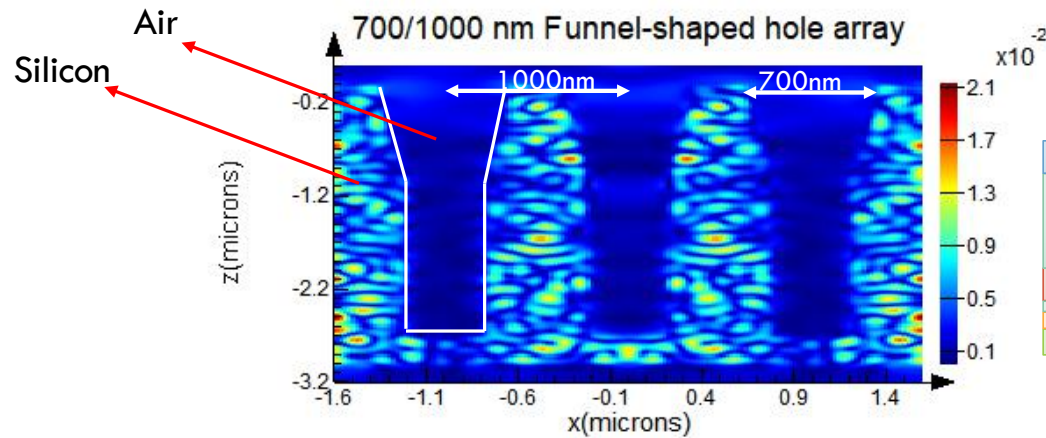 Air
700/1000 nm Funnel-shaped hole array
Silicon
1000nm
700nm
x10
-2
2.1
1.7
1.3
0.9
0.5
0.1
z(microns)
-0.2
-1.2
-2.2
-3.2
-1.6
-1.1
-0.6
-0.1
0.4
0.9
1.4
x(microns)